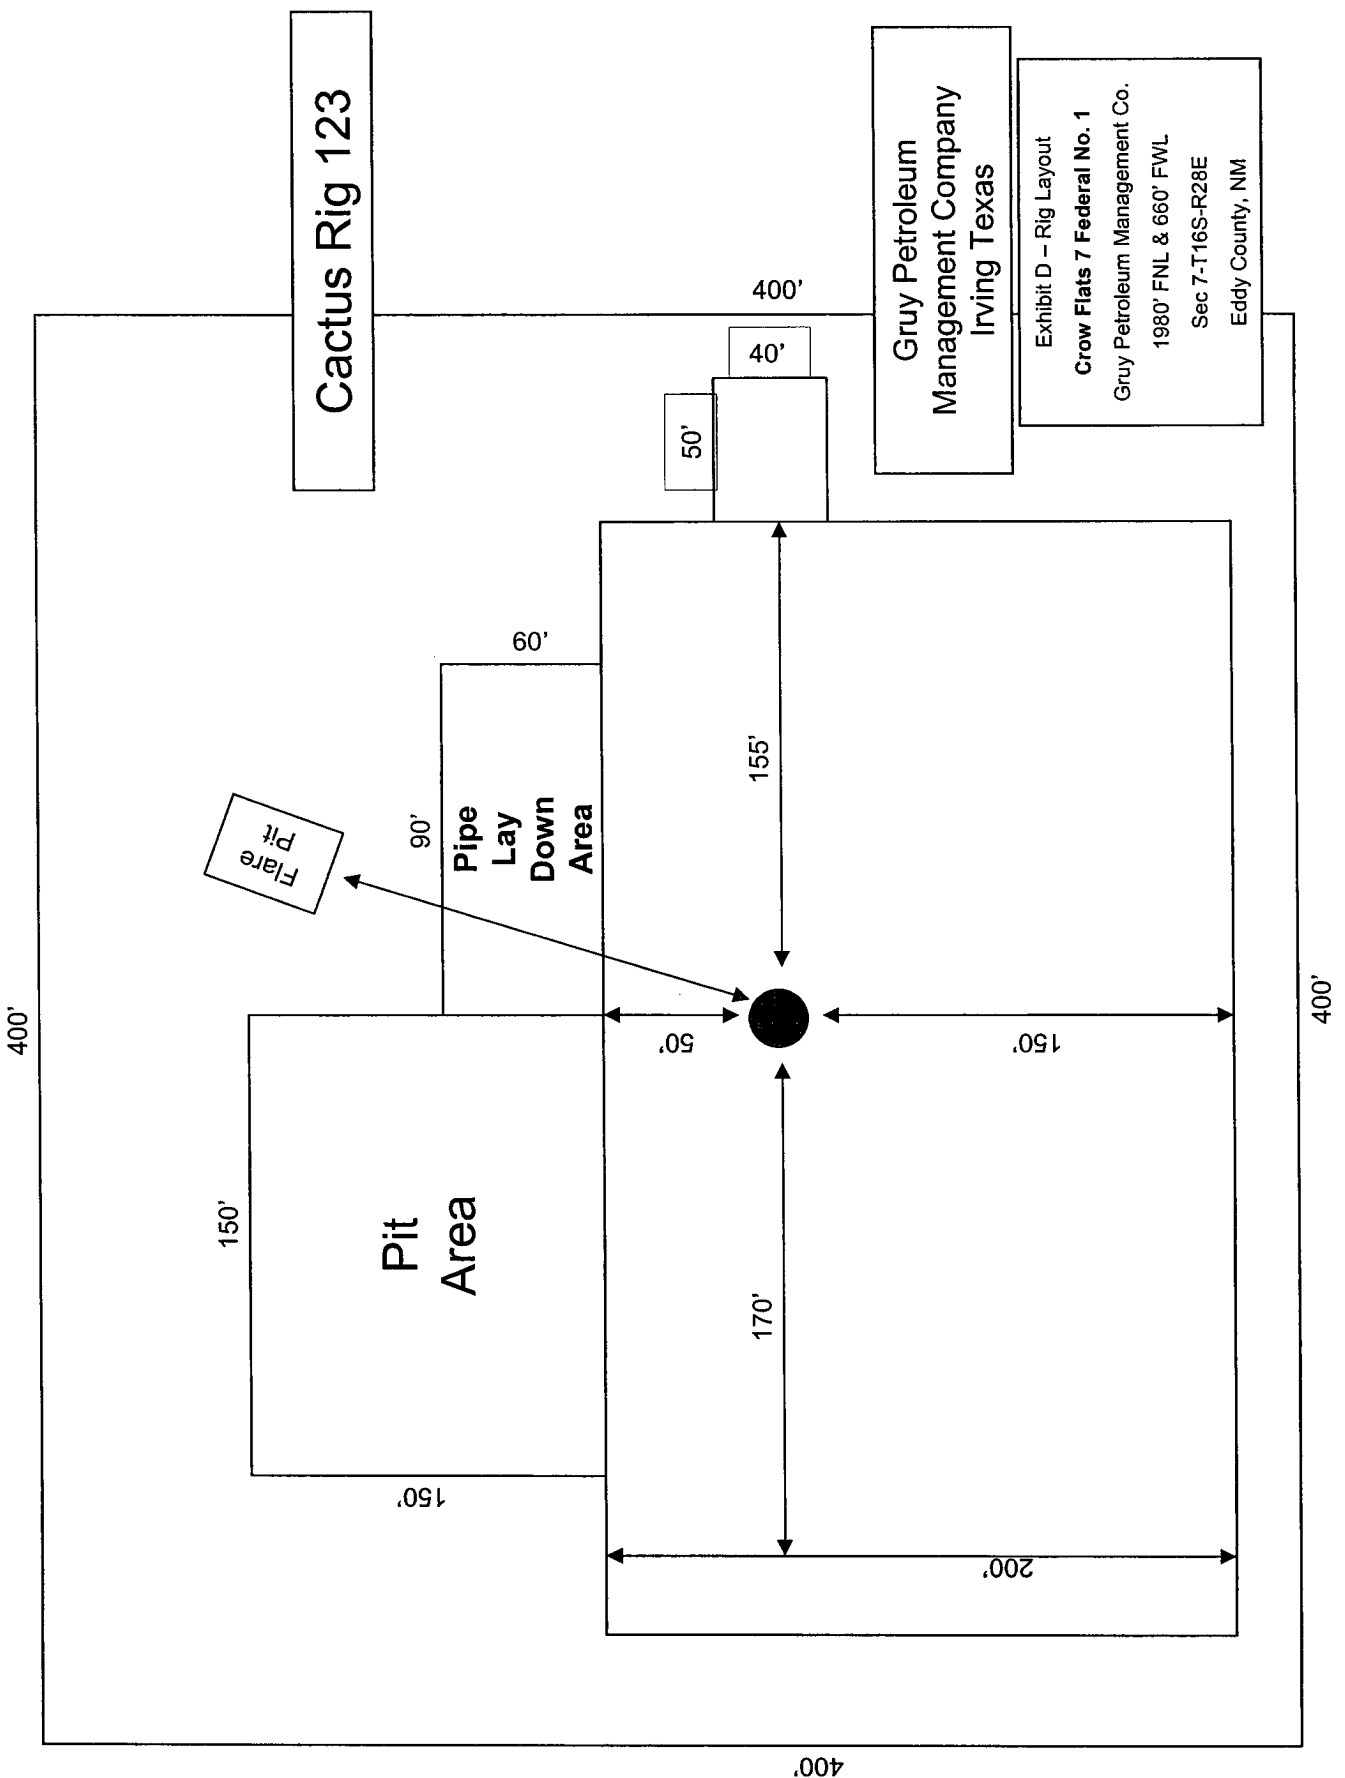 400'
Cactus Rig 123
400'
Flare
Pit
90'
60'
Pipe
Lay
Down
Area
150'
150'
Pit
Area
50'
40'
155'
50'
150'
170'
200'
Gruy Petroleum
Management Company
Irving Texas
Exhibit D – Rig Layout
Crow Flats 7 Federal No. 1
Gruy Petroleum Management Co.
1980' FNL & 660' FWL
Sec 7-T16S-R28E
Eddy County, NM
400'
400'